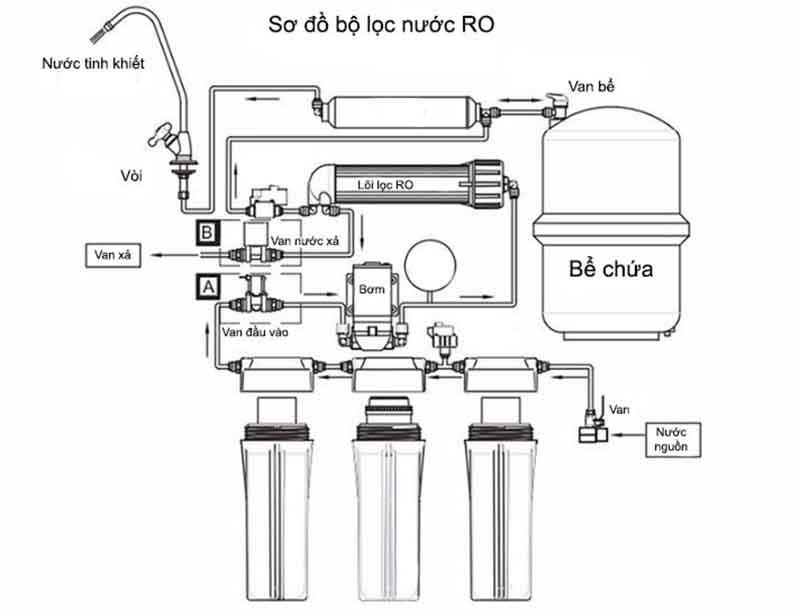 Sơ đồ bộ lọc nước RO
Nước tinh khiết
Van bể
Vòi
Lõi lọc RO
B
Van nước xả
Van xả
Bể chứa
A
Bơm
Van đầu vào
Van
Nước
nguồn